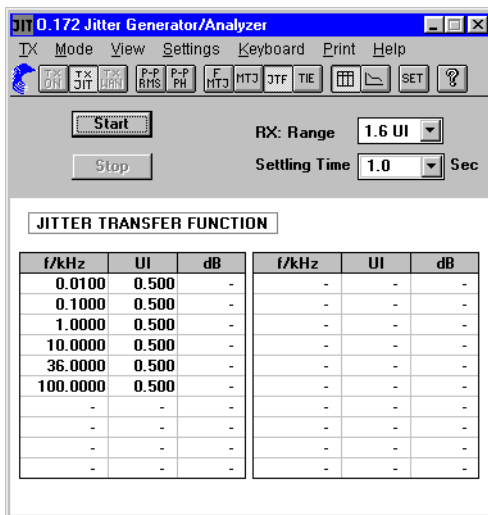 JIT O.172 Jitter Generator/Analyzer
TX Mode View Settings Keyboard Print Help
TX ON TX JIT TX WAN P-P RMS P-P PH F MTJ MTJ JTF TIE SET ?
Start
RX: Range 1.6 UI
Stop
Settling Time 1.0 Sec
JITTER TRANSFER FUNCTION
f/kHz UI dB f/kHz UI dB
0.0100 0.500 - - - -
0.1000 0.500 - - - -
1.0000 0.500 - - - -
10.0000 0.500 - - - -
36.0000 0.500 - - - -
100.0000 0.500 - - - -
- - - - - -
- - - - - -
- - - - - -
- - - - - -